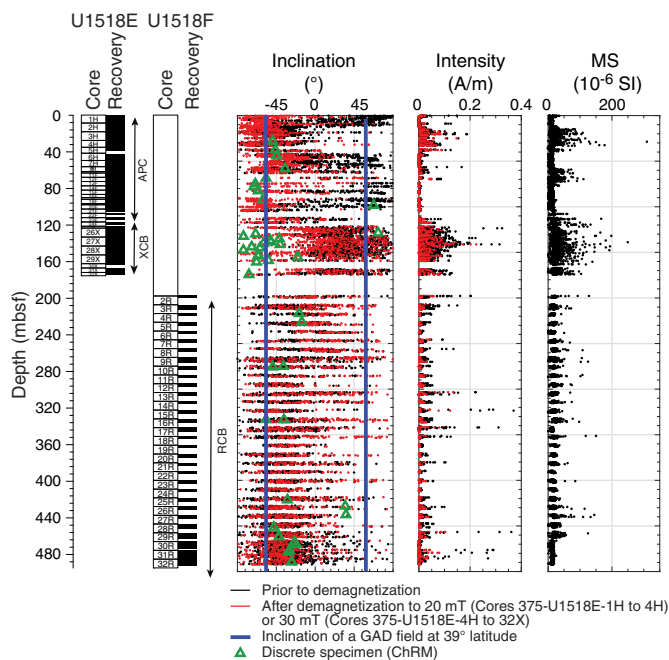 U1518E U1518F
Core
Recovery
Core
Recovery
Inclination
(°)
Intensity
(A/m)
MS
(10-6 SI)
-45 0 45
0 0.2 0.4
0 200
Depth (mbsf)
0
40
80
120
160
200
240
280
320
360
400
440
480
1H
2H
3H
4H
5H
6H
7H
26X
27X
28X
29X
APC
XCB
RCB
2R
3R
4R
5R
6R
7R
8R
9R
10R
11R
12R
13R
14R
15R
16R
17R
18R
19R
20R
21R
22R
23R
24R
25R
26R
27R
28R
29R
30R
31R
32R
Prior to demagnetization
After demagnetization to 20 mT (Cores 375-U1518E-1H to 4H)
or 30 mT (Cores 375-U1518E-4H to 32X)
Inclination of a GAD field at 39° latitude
Discrete specimen (ChRM)